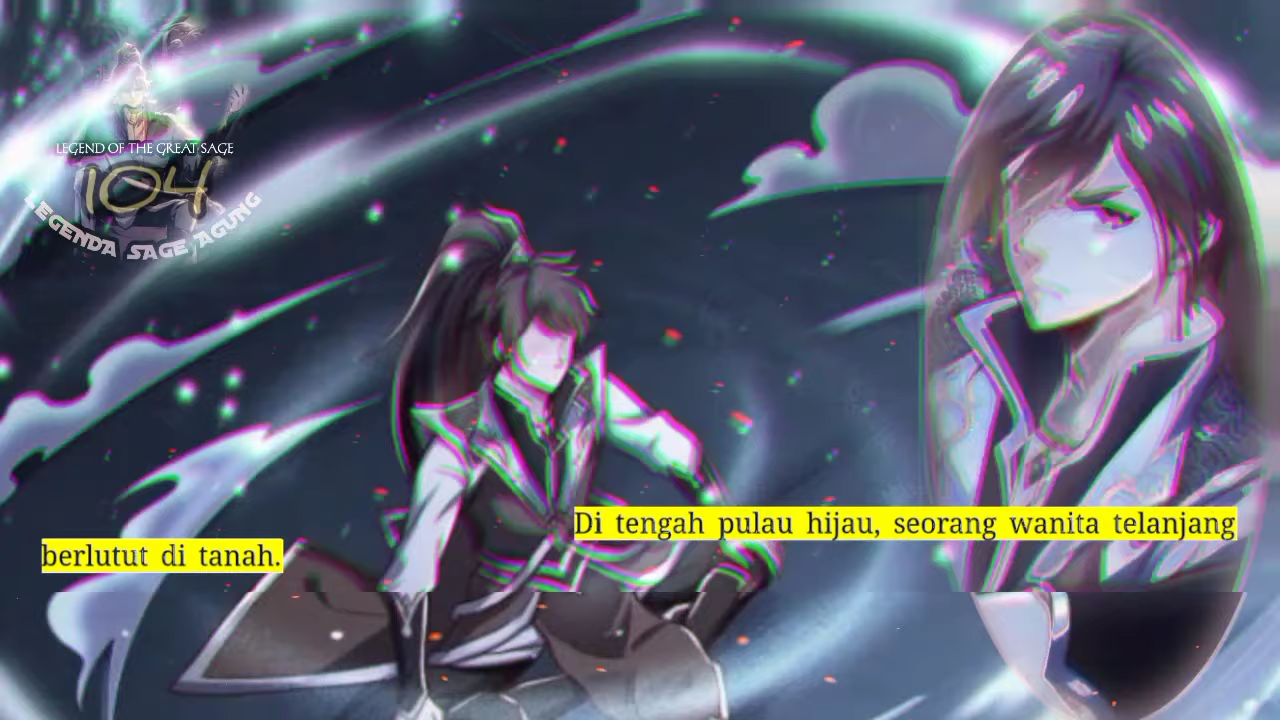 LEGEND OF THE GREAT SAGE
104
LEGENDA SAGE AGUNG
Di tengah pulau hijau, seorang wanita telanjang
berlutut di tanah.